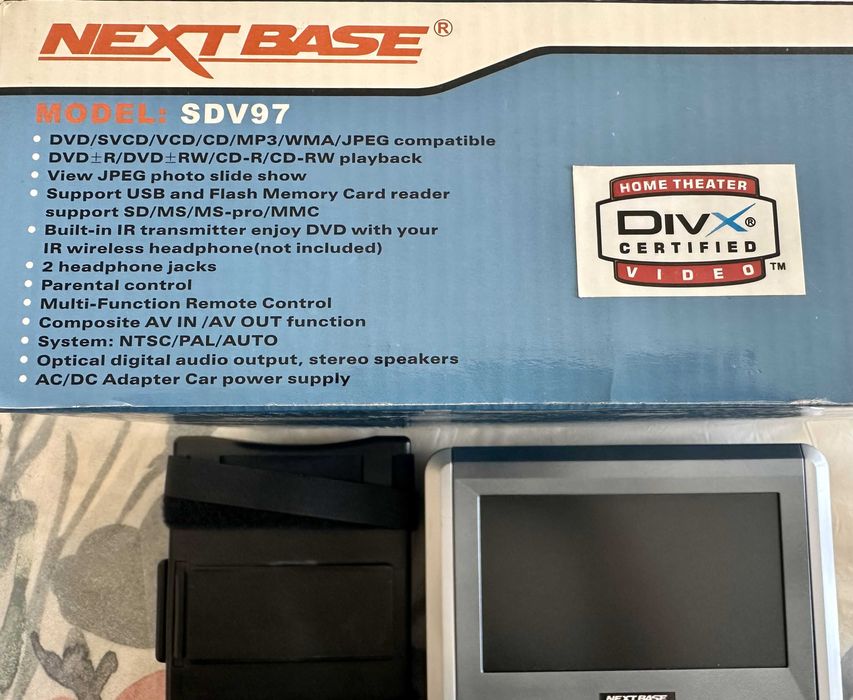 NEXTBASE®
MODEL: SDV97
• DVD/SVCD/VCD/CD/MP3/WMA/JPEG compatible
• DVD±R/DVD±RW/CD-R/CD-RW playback
• View JPEG photo slide show
• Support USB and Flash Memory Card reader
support SD/MS/MS-pro/MMC
• Built-in IR transmitter enjoy DVD with your
IR wireless headphone(not included)
• 2 headphone jacks
• Parental control
• Multi-Function Remote Control
• Composite AV IN /AV OUT function
• System: NTSC/PAL/AUTO
• Optical digital audio output, stereo speakers
• AC/DC Adapter Car power supply
HOME THEATER
DIVX®
CERTIFIED
VIDEO™
NEXTBASE